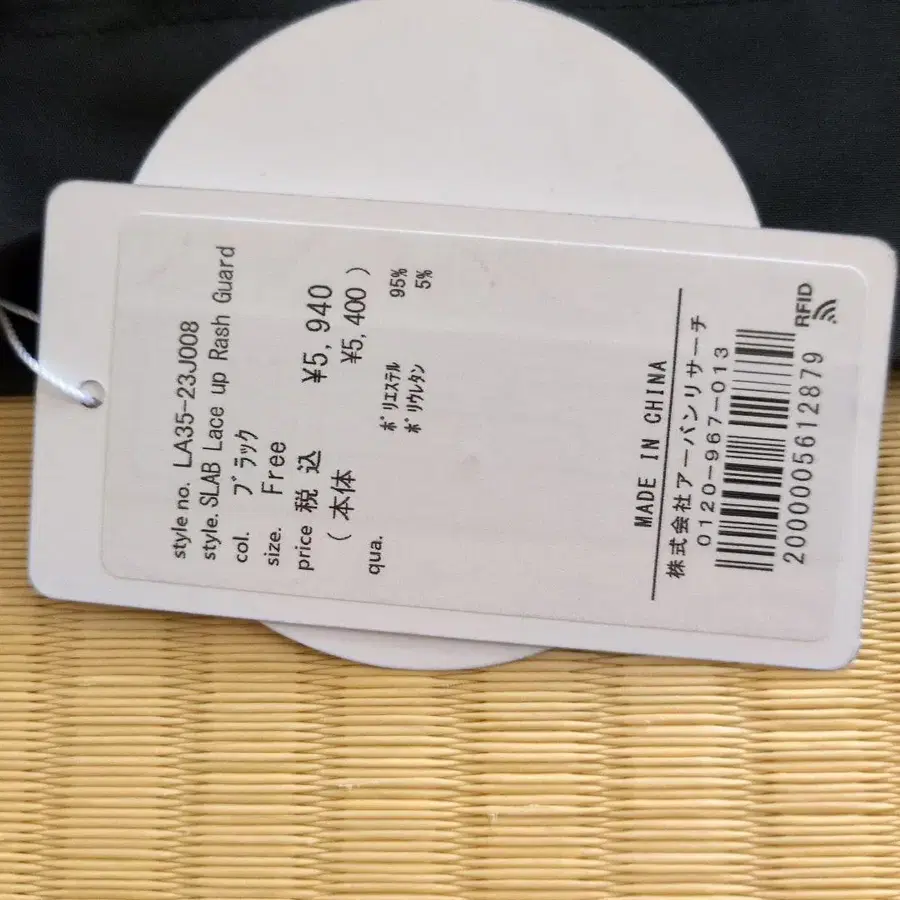 style no. LA35-23J008
style. SLAB Lace up Rash Guard
col. ブラック
size. Free
price 税込 ¥5,940
( 本体 ¥5,400 )
qua. ポリエステル 95%
ポリウレタン 5%
MADE IN CHINA
株式会社アーバンリサーチ
0120-967-013
2000005612879
RFID